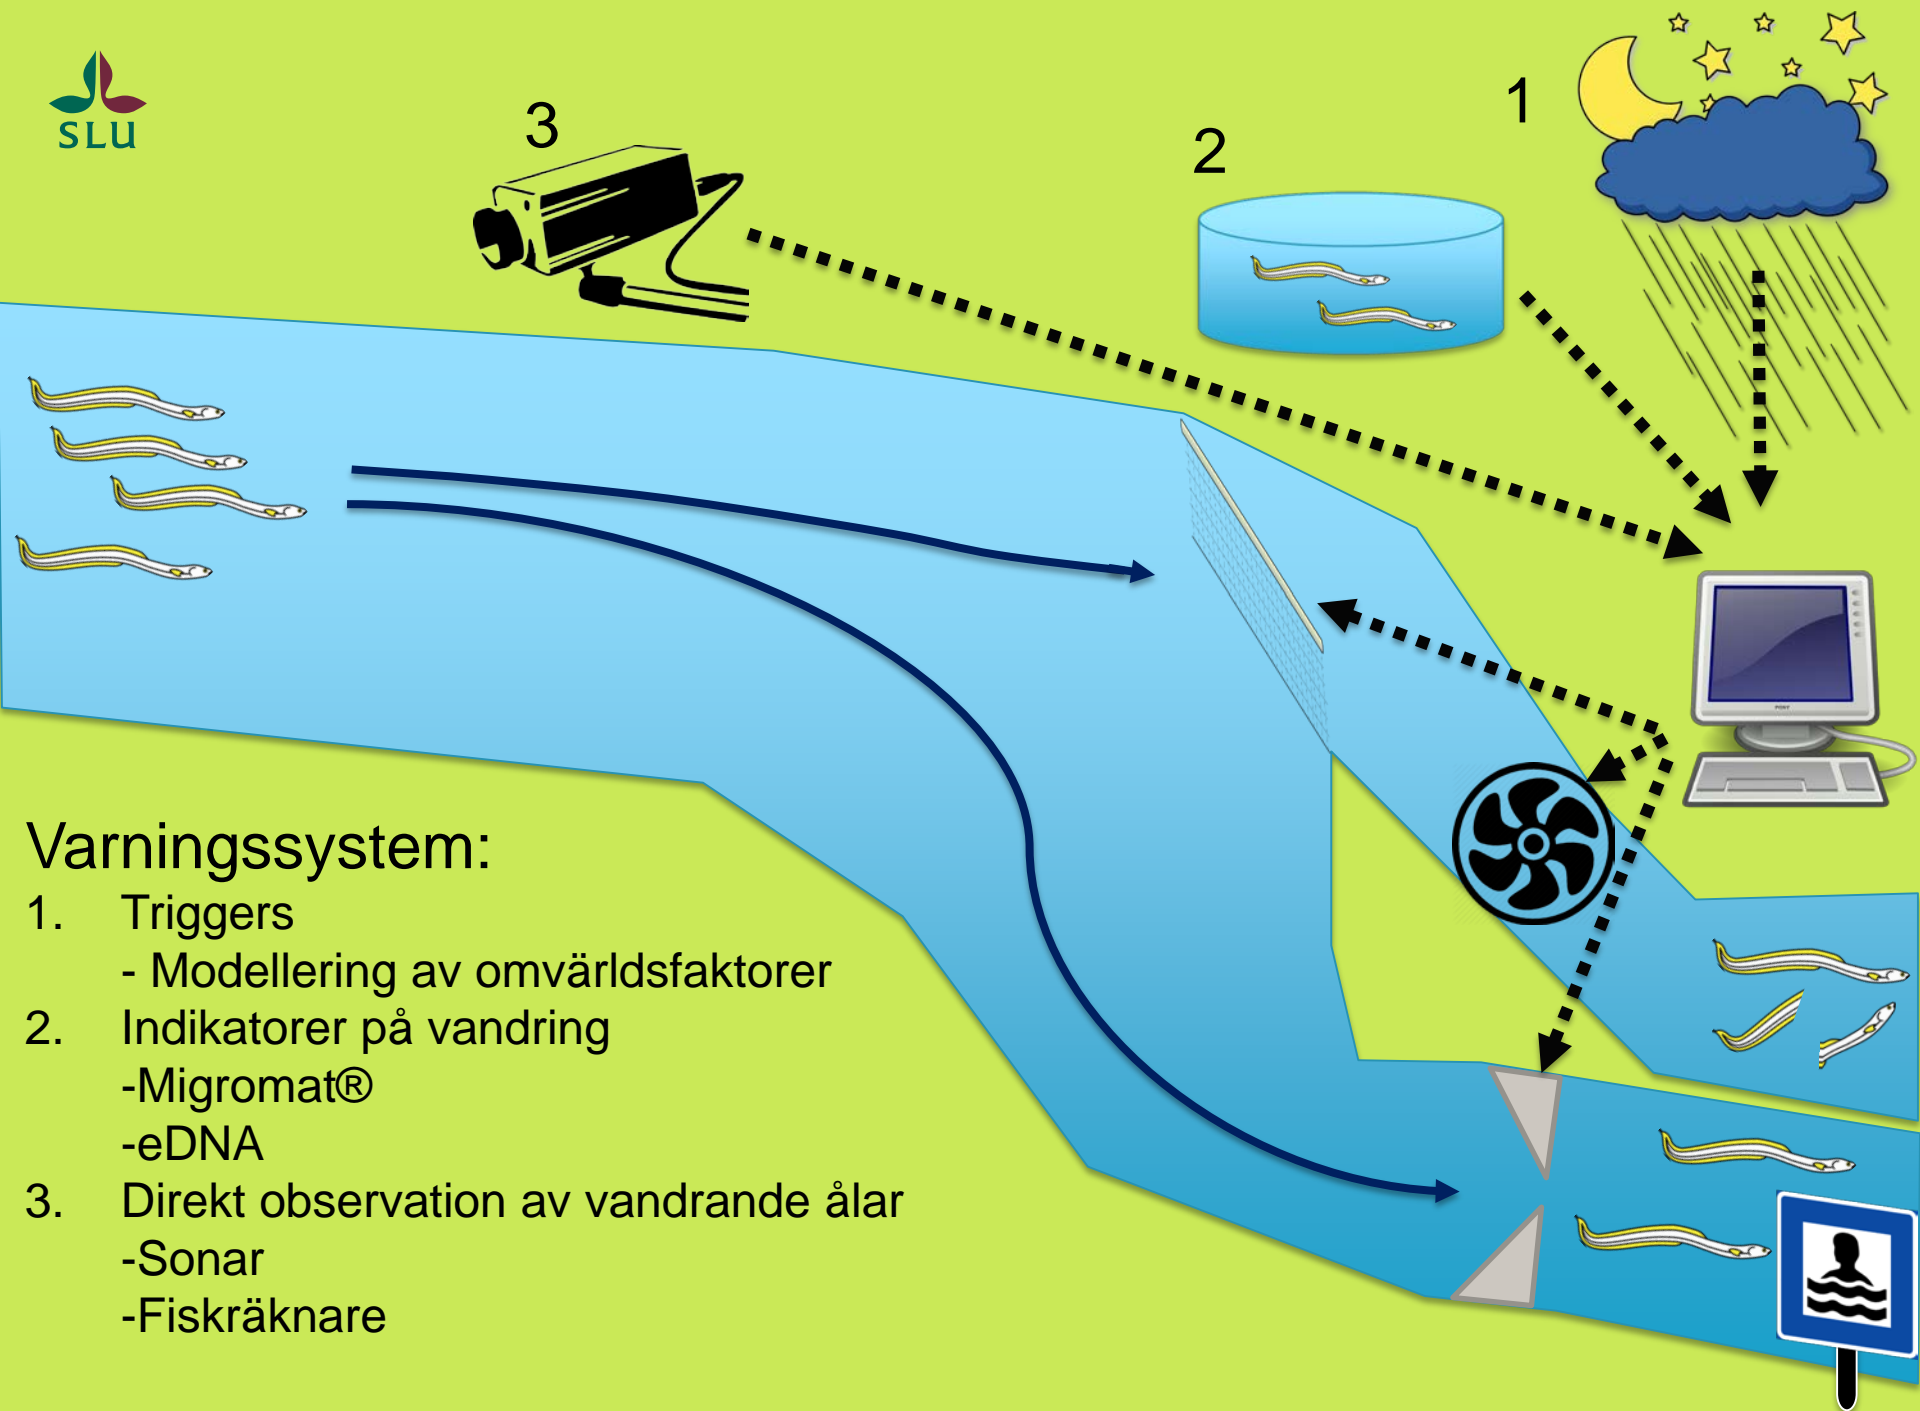 SLU
3
2
1
Varningssystem:
1. Triggers
- Modellering av omvärldsfaktorer
2. Indikatorer på vandring
-Migromat®
-eDNA
3. Direkt observation av vandrande ålar
-Sonar
-Fiskräknare